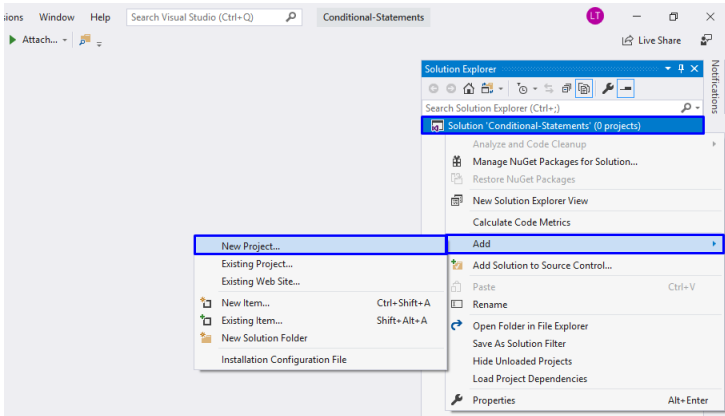 sions Window Help Search Visual Studio (Ctrl+Q) Conditional-Statements LT
Attach... Live Share
Notifications
Solution Explorer
Search Solution Explorer (Ctrl+;)
Solution 'Conditional-Statements' (0 projects)
Analyze and Code Cleanup
Manage NuGet Packages for Solution...
Restore NuGet Packages
New Solution Explorer View
Calculate Code Metrics
Add
Add Solution to Source Control...
Paste Ctrl+V
Rename
Open Folder in File Explorer
Save As Solution Filter
Hide Unloaded Projects
Load Project Dependencies
Properties Alt+Enter
New Project...
Existing Project...
Existing Web Site...
New Item... Ctrl+Shift+A
Existing Item... Shift+Alt+A
New Solution Folder
Installation Configuration File